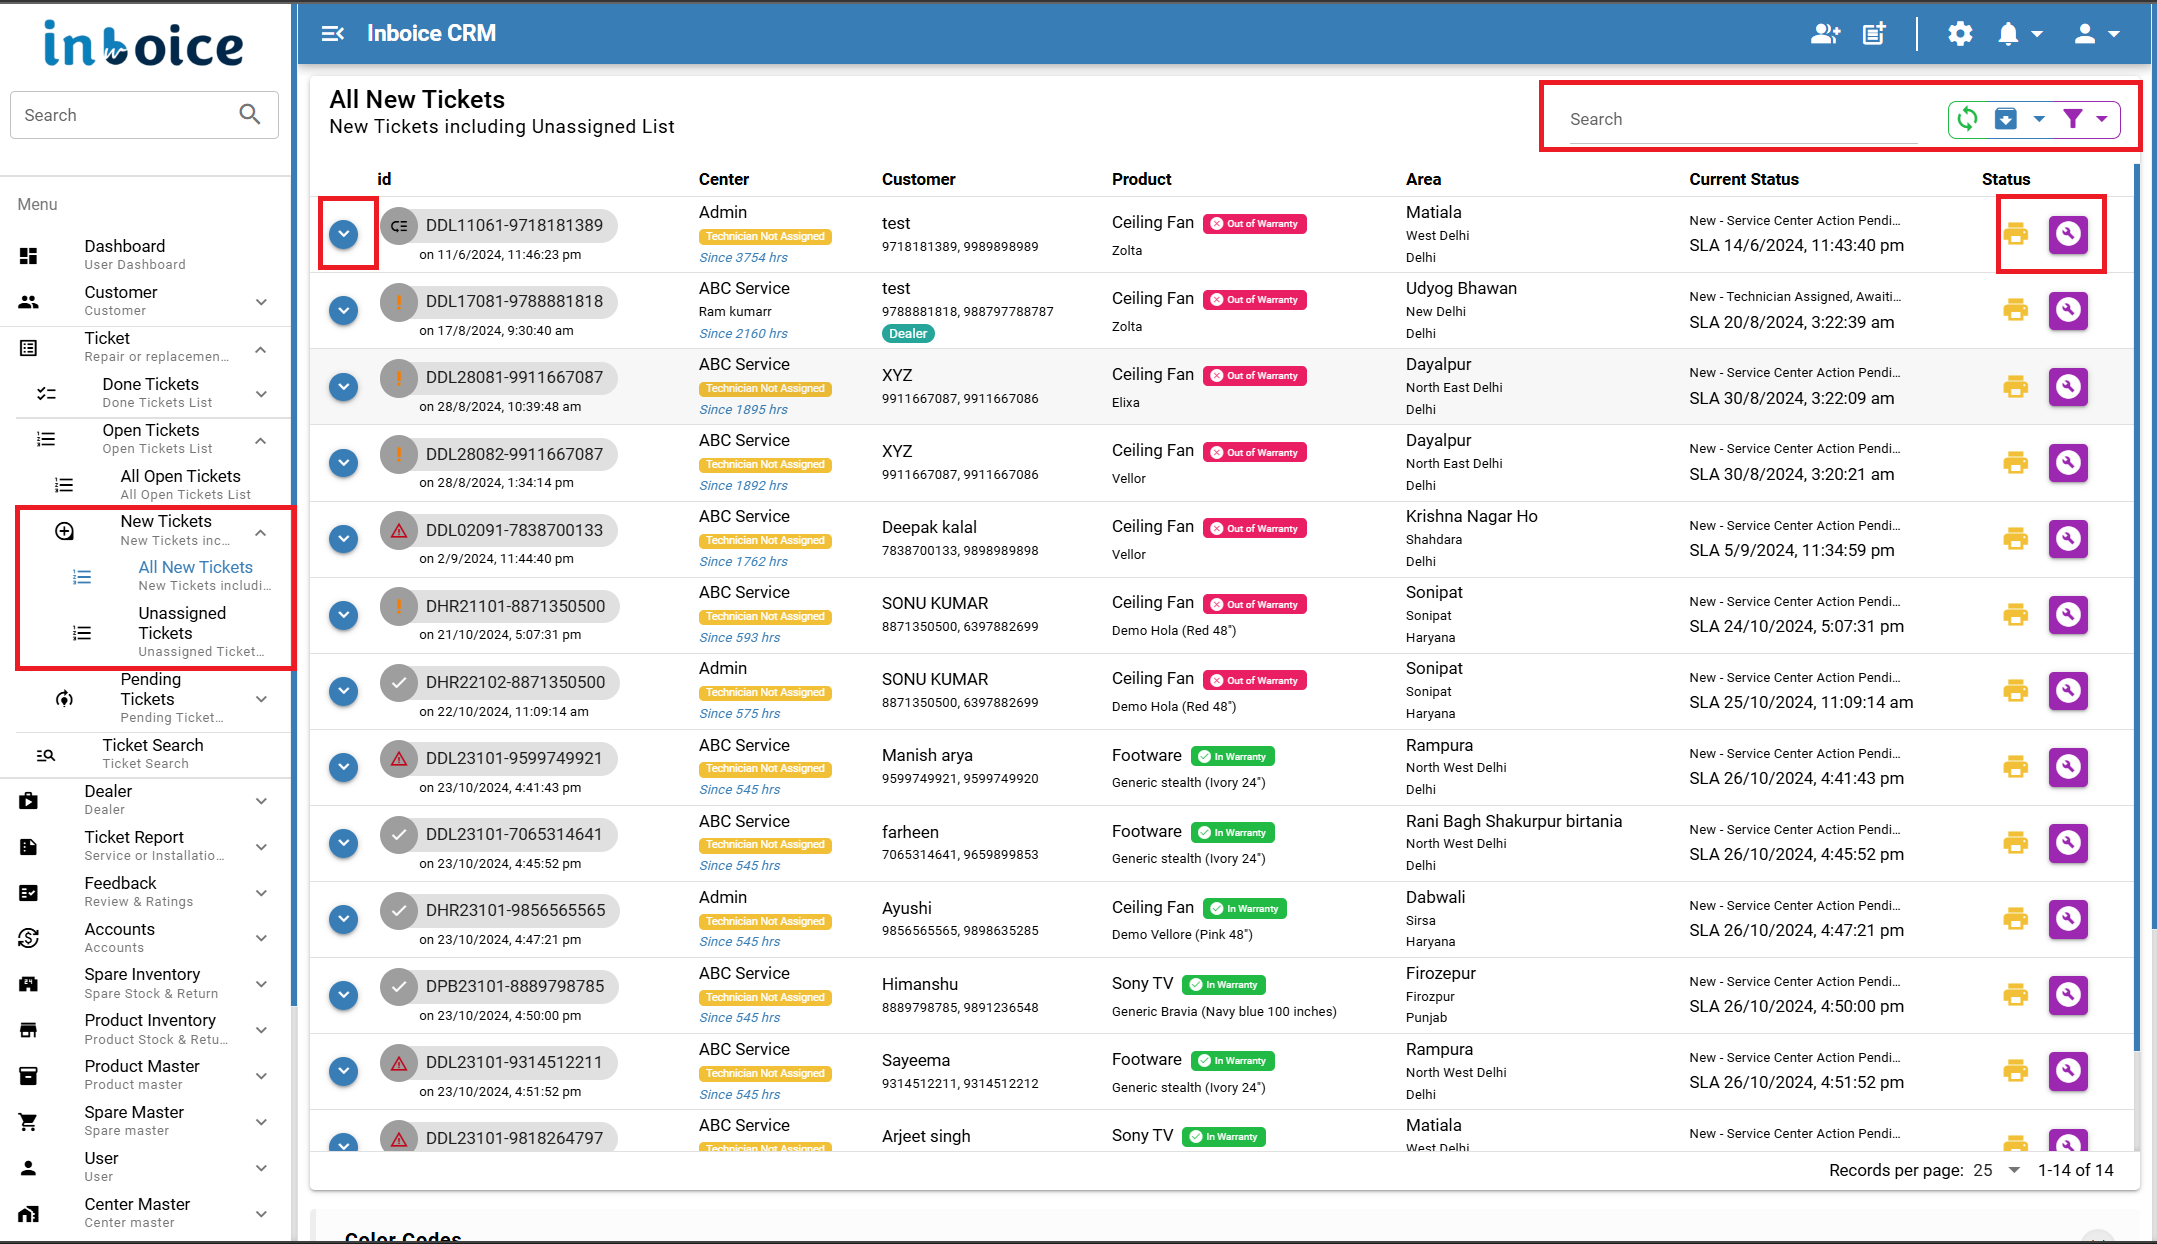 inboice
Search
Menu
Dashboard
User Dashboard
Customer
Customer
Ticket
Repair or replacemen...
Done Tickets
Done Tickets List
Open Tickets
Open Tickets List
All Open Tickets
All Open Tickets List
New Tickets
New Tickets inc...
All New Tickets
New Tickets includi...
Unassigned
Tickets
Unassigned Ticket...
Pending
Tickets
Pending Ticket...
Ticket Search
Ticket Search
Dealer
Dealer
Ticket Report
Service or Installatio...
Feedback
Review & Ratings
Accounts
Accounts
Spare Inventory
Spare Stock & Return
Product Inventory
Product Stock & Retu...
Product Master
Product master
Spare Master
Spare master
User
User
Center Master
Center master
Inboice CRM
All New Tickets
New Tickets including Unassigned List
Search
id Center Customer Product Area Current Status Status
DDL11061-9718181389
on 11/6/2024, 11:46:23 pm
Admin
Technician Not Assigned
Since 3754 hrs
test
9718181389, 9989898989
Ceiling Fan Out of Warranty
Zolta
Matiala
West Delhi
Delhi
New - Service Center Action Pendi...
SLA 14/6/2024, 11:43:40 pm
DDL17081-9788881818
on 17/8/2024, 9:30:40 am
ABC Service
Ram kumarr
Since 2160 hrs
test
9788881818, 988797788787
Dealer
Ceiling Fan Out of Warranty
Zolta
Udyog Bhawan
New Delhi
Delhi
New - Technician Assigned, Awaiti...
SLA 20/8/2024, 3:22:39 am
DDL28081-9911667087
on 28/8/2024, 10:39:48 am
ABC Service
Technician Not Assigned
Since 1895 hrs
XYZ
9911667087, 9911667086
Ceiling Fan Out of Warranty
Elixa
Dayalpur
North East Delhi
Delhi
New - Service Center Action Pendi...
SLA 30/8/2024, 3:22:09 am
DDL28082-9911667087
on 28/8/2024, 1:34:14 pm
ABC Service
Technician Not Assigned
Since 1892 hrs
XYZ
9911667087, 9911667086
Ceiling Fan Out of Warranty
Vellor
Dayalpur
North East Delhi
Delhi
New - Service Center Action Pendi...
SLA 30/8/2024, 3:20:21 am
DDL02091-7838700133
on 2/9/2024, 11:44:40 pm
ABC Service
Technician Not Assigned
Since 1762 hrs
Deepak kalal
7838700133, 9898989898
Ceiling Fan Out of Warranty
Vellor
Krishna Nagar Ho
Shahdara
Delhi
New - Service Center Action Pendi...
SLA 5/9/2024, 11:34:59 pm
DHR21101-8871350500
on 21/10/2024, 5:07:31 pm
ABC Service
Technician Not Assigned
Since 593 hrs
SONU KUMAR
8871350500, 6397882699
Ceiling Fan Out of Warranty
Demo Hola (Red 48")
Sonipat
Sonipat
Haryana
New - Service Center Action Pendi...
SLA 24/10/2024, 5:07:31 pm
DHR22102-8871350500
on 22/10/2024, 11:09:14 am
Admin
Technician Not Assigned
Since 575 hrs
SONU KUMAR
8871350500, 6397882699
Ceiling Fan Out of Warranty
Demo Hola (Red 48")
Sonipat
Sonipat
Haryana
New - Service Center Action Pendi...
SLA 25/10/2024, 11:09:14 am
DDL23101-9599749921
on 23/10/2024, 4:41:43 pm
ABC Service
Technician Not Assigned
Since 545 hrs
Manish arya
9599749921, 9599749920
Footware In Warranty
Generic stealth (Ivory 24")
Rampura
North West Delhi
Delhi
New - Service Center Action Pendi...
SLA 26/10/2024, 4:41:43 pm
DDL23101-7065314641
on 23/10/2024, 4:45:52 pm
ABC Service
Technician Not Assigned
Since 545 hrs
farheen
7065314641, 9659899853
Footware In Warranty
Generic stealth (Ivory 24")
Rani Bagh Shakurpur birtania
North West Delhi
Delhi
New - Service Center Action Pendi...
SLA 26/10/2024, 4:45:52 pm
DHR23101-9856565565
on 23/10/2024, 4:47:21 pm
Admin
Technician Not Assigned
Since 545 hrs
Ayushi
9856565565, 9898635285
Ceiling Fan In Warranty
Demo Vellore (Pink 48")
Dabwali
Sirsa
Haryana
New - Service Center Action Pendi...
SLA 26/10/2024, 4:47:21 pm
DPB23101-8889798785
on 23/10/2024, 4:50:00 pm
ABC Service
Technician Not Assigned
Since 545 hrs
Himanshu
8889798785, 9891236548
Sony TV In Warranty
Generic Bravia (Navy blue 100 inches)
Firozepur
Firozpur
Punjab
New - Service Center Action Pendi...
SLA 26/10/2024, 4:50:00 pm
DDL23101-9314512211
on 23/10/2024, 4:51:52 pm
ABC Service
Technician Not Assigned
Since 545 hrs
Sayeema
9314512211, 9314512212
Footware In Warranty
Generic stealth (Ivory 24")
Rampura
North West Delhi
Delhi
New - Service Center Action Pendi...
SLA 26/10/2024, 4:51:52 pm
DDL23101-9818264797
ABC Service
Technician Not Assigned
Arjeet singh
Sony TV In Warranty
Matiala
West Delhi
New - Service Center Action Pendi...
Records per page: 25 1-14 of 14
Color Codes